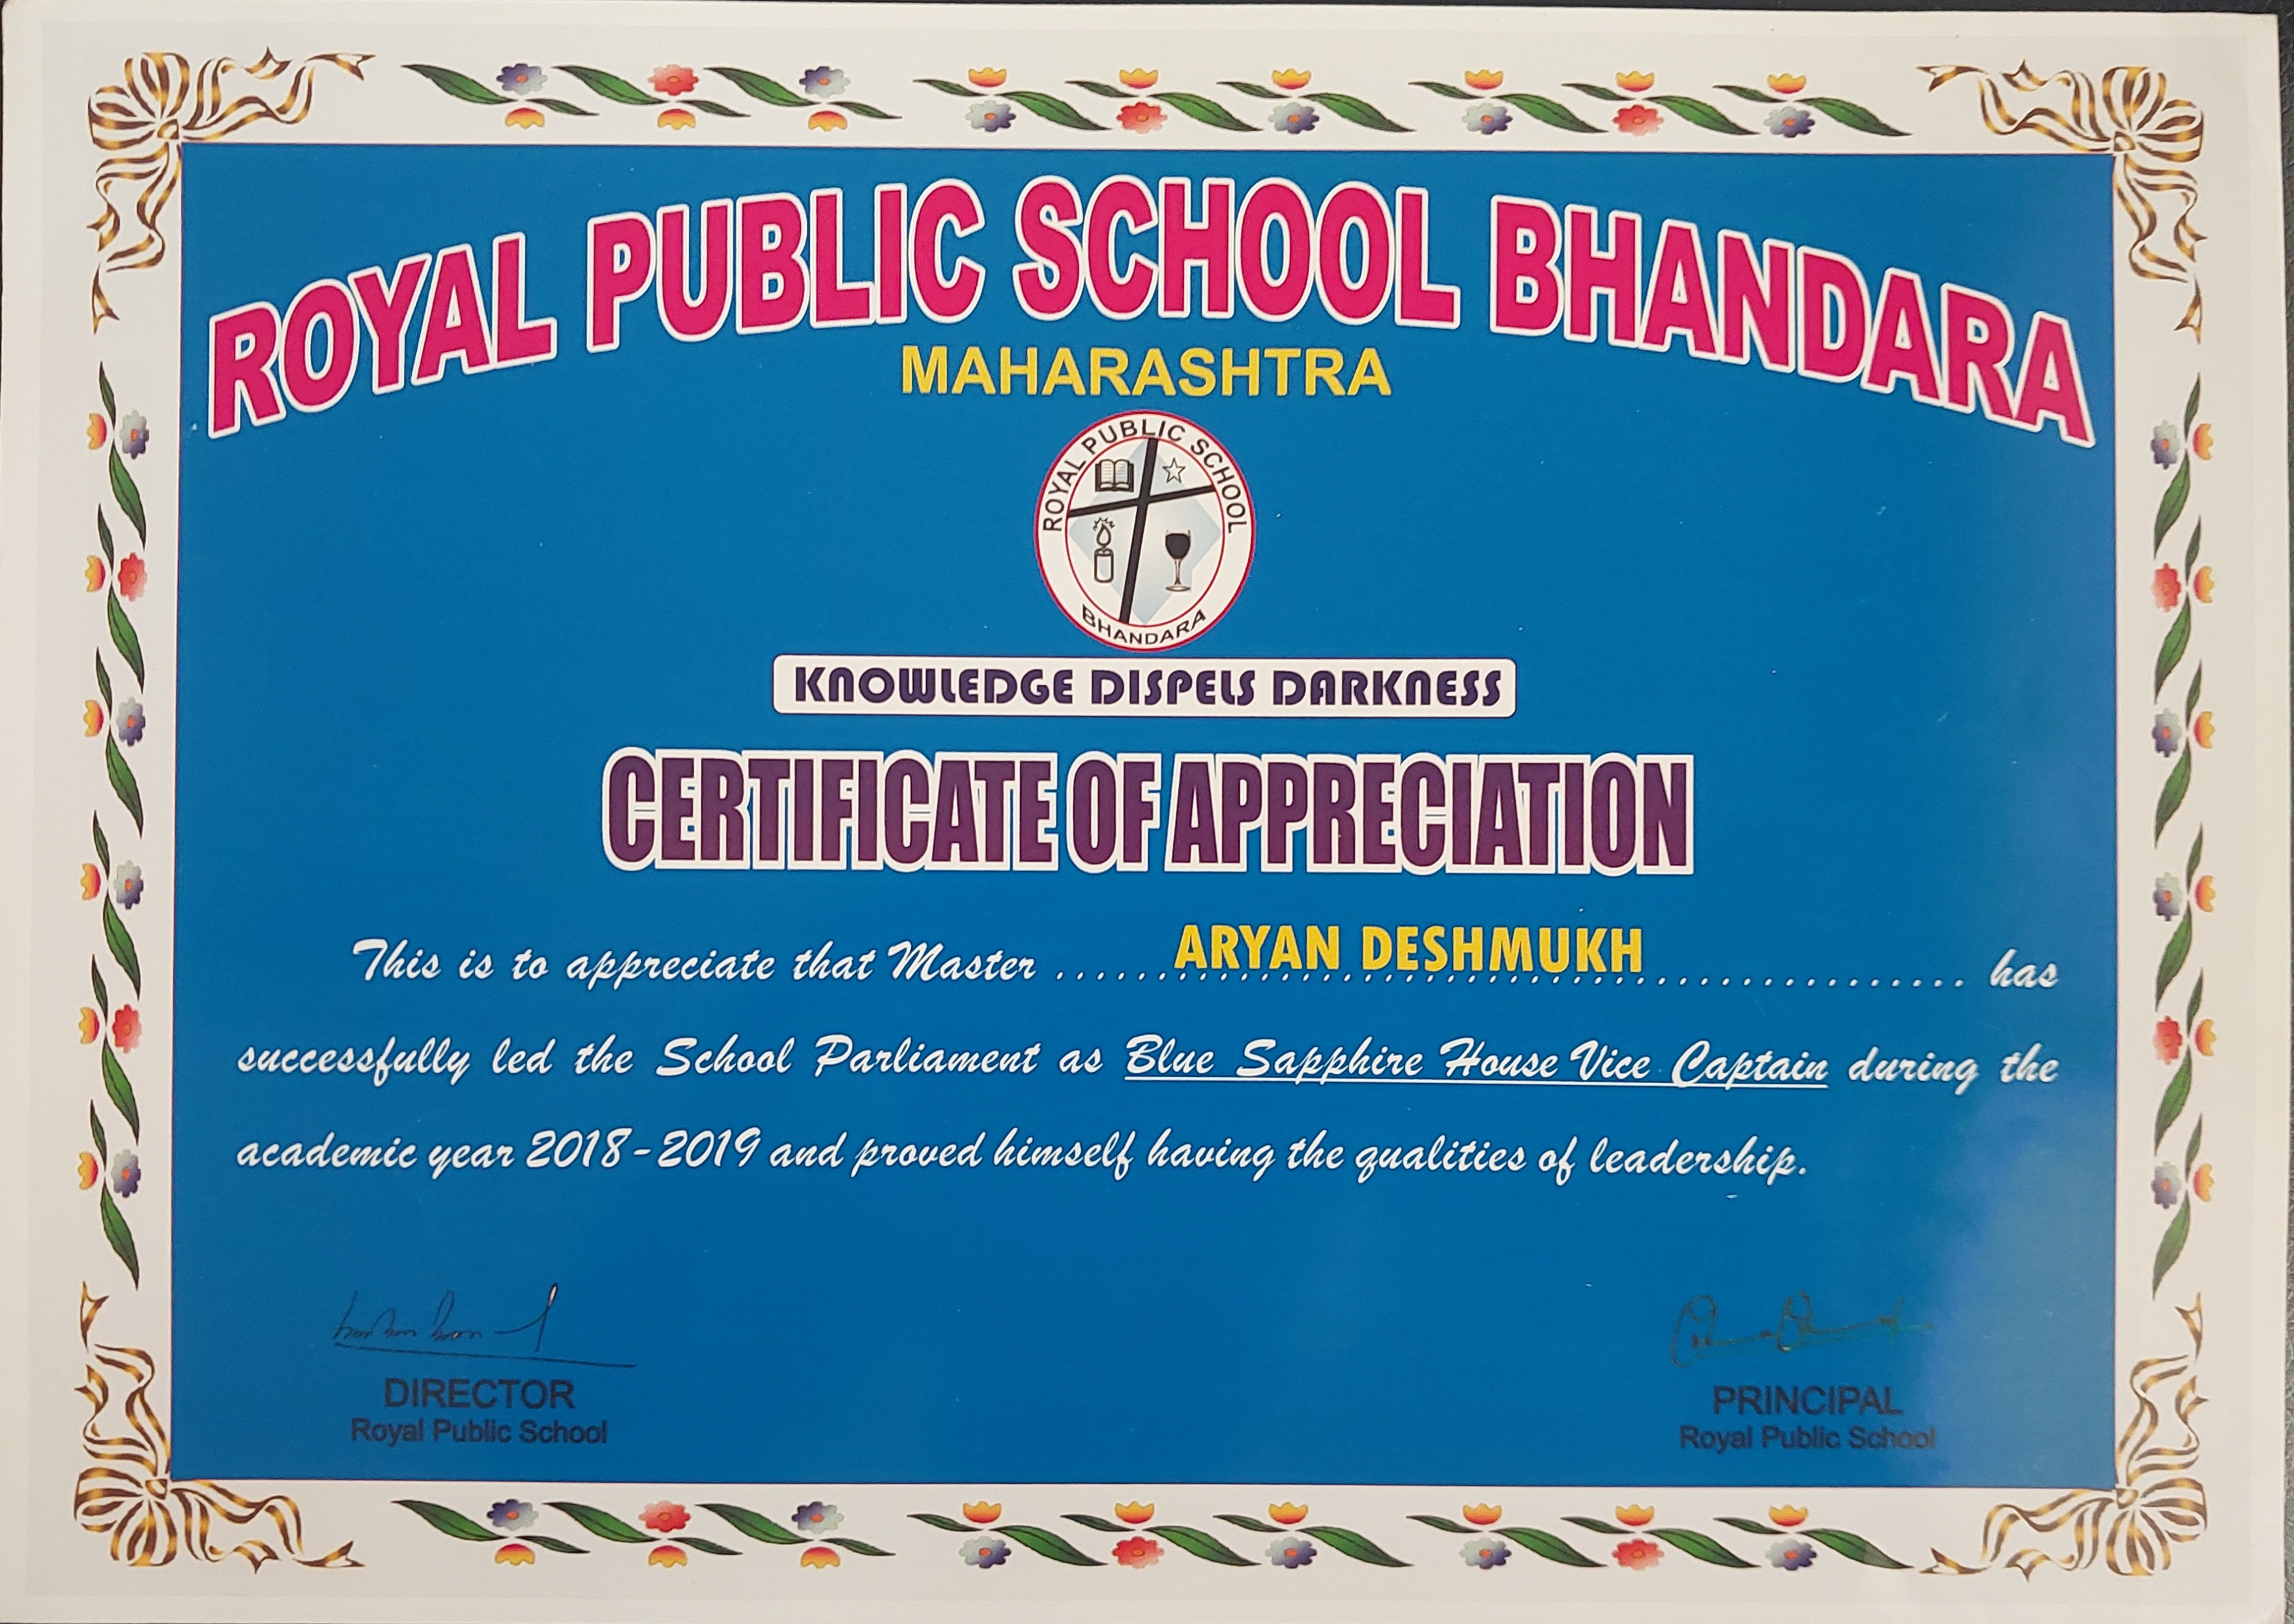 ROYAL PUBLIC SCHOOL BHANDARA
MAHARASHTRA
ROYAL PUBLIC SCHOOL
BHANDARA
KNOWLEDGE DISPELS DARKNESS
CERTIFICATE OF APPRECIATION
This is to appreciate that Master ......ARYAN DESHMUKH.................. has
successfully led the School Parliament as Blue Sapphire House Vice Captain during the
academic year 2018-2019 and proved himself having the qualities of leadership.
DIRECTOR
Royal Public School
PRINCIPAL
Royal Public School